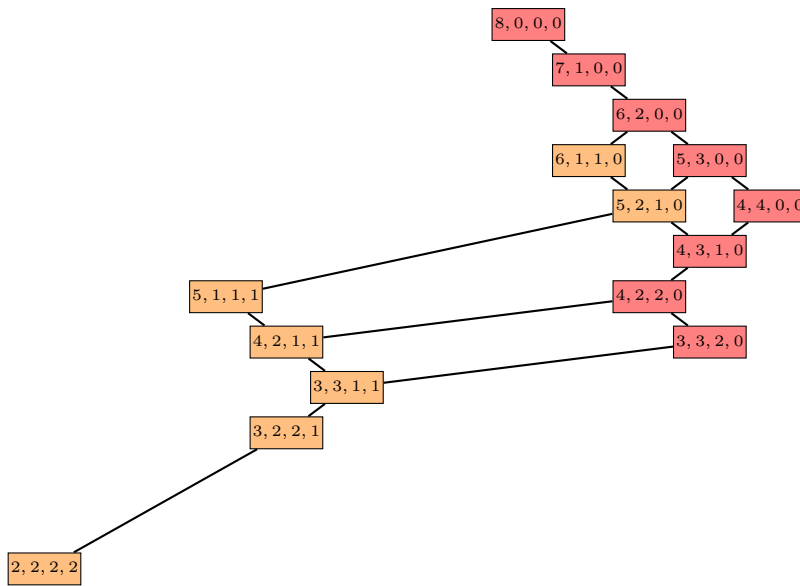 8, 0, 0, 0
7, 1, 0, 0
6, 2, 0, 0
6, 1, 1, 0
5, 3, 0, 0
5, 2, 1, 0
4, 4, 0, 0
4, 3, 1, 0
5, 1, 1, 1
4, 2, 2, 0
4, 2, 1, 1
3, 3, 2, 0
3, 3, 1, 1
3, 2, 2, 1
2, 2, 2, 2